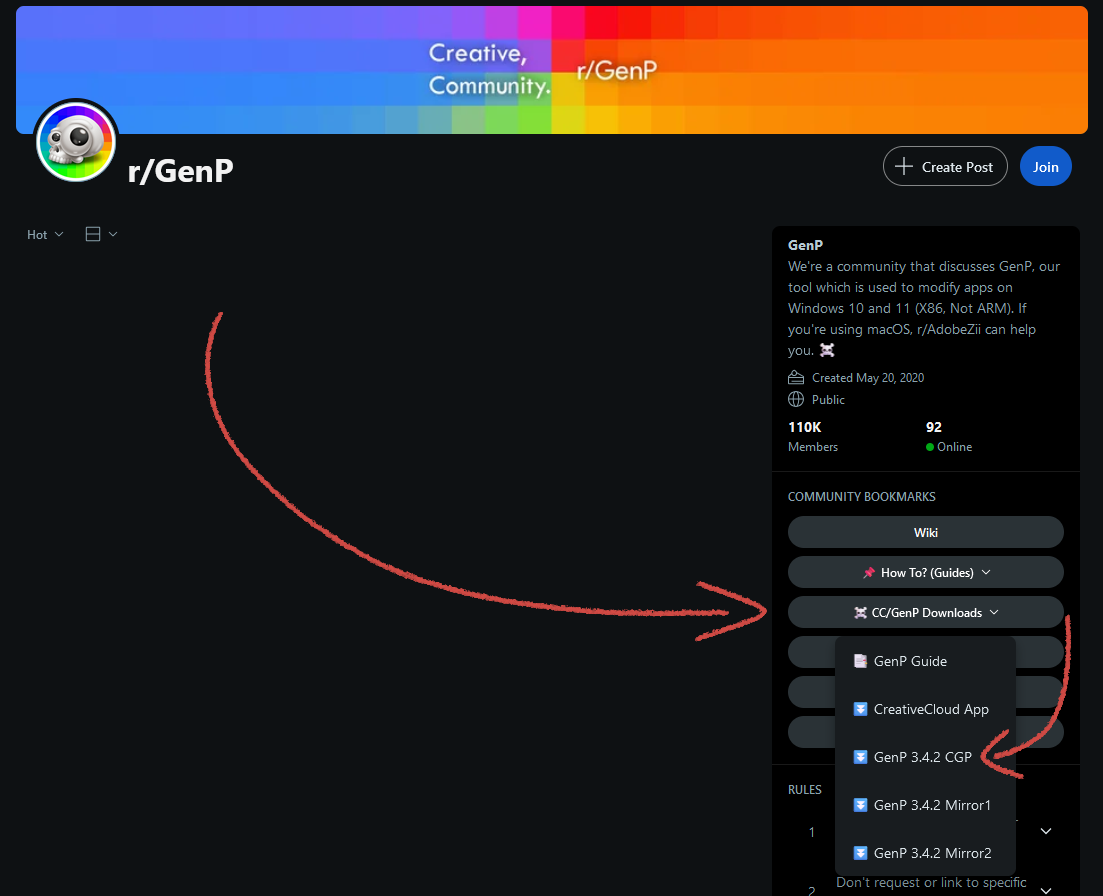 Creative,
Community.
r/GenP
r/GenP
Create Post
Join
Hot
GenP
We're a community that discusses GenP, our
tool which is used to modify apps on
Windows 10 and 11 (X86, Not ARM). If
you're using macOS, r/AdobeZii can help
you.
Created May 20, 2020
Public
110K
92
Members
Online
COMMUNITY BOOKMARKS
Wiki
How To? (Guides)
CC/GenP Downloads
GenP Guide
CreativeCloud App
GenP 3.4.2 CGP
RULES
GenP 3.4.2 Mirror1
1
GenP 3.4.2 Mirror2
2
Don't request or link to specific